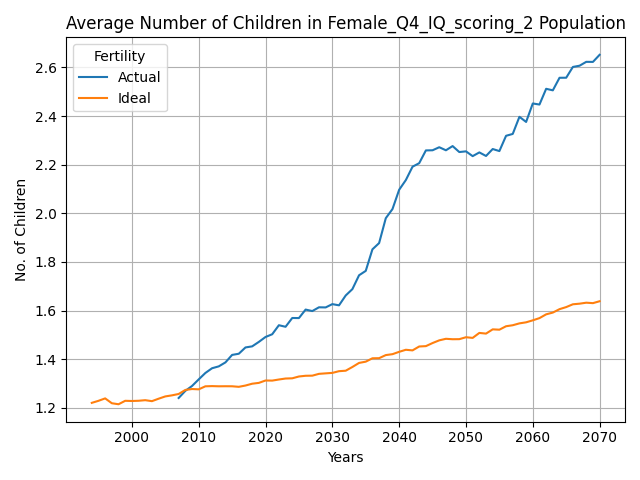 Average Number of Children in Female_Q4_IQ_scoring_2 Population
Fertility
Actual
Ideal
No. of Children
2.6
2.4
2.2
2.0
1.8
1.6
1.4
1.2
2000 2010 2020 2030 2040 2050 2060 2070
Years